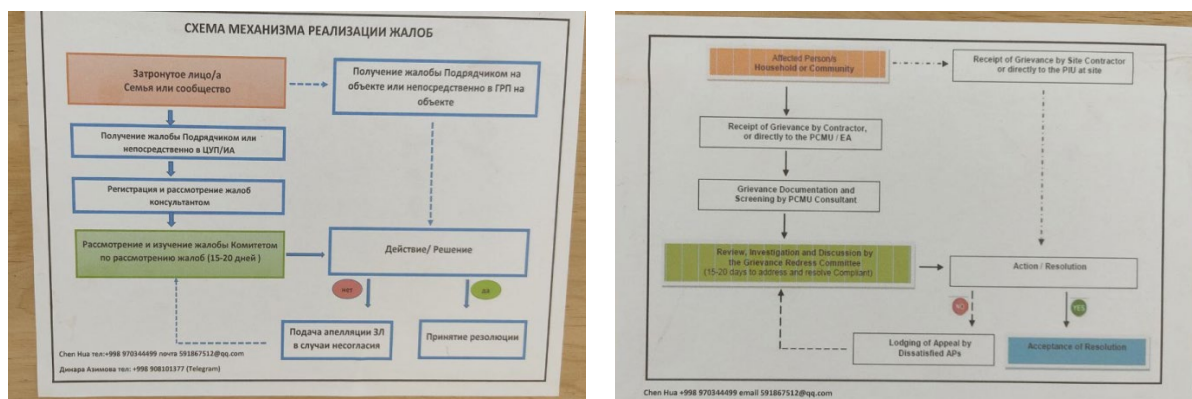 СХЕМА МЕХАНИЗМА РЕАЛИЗАЦИИ ЖАЛОБ
Затронутое лицо/а
Семья или сообщество
Получение жалобы Подрядчиком на
объекте или непосредственно в ГРП на
объекте
Получение жалобы Подрядчиком или
непосредственно в ЦУП/ИА
Регистрация и рассмотрение жалоб
консультантом
Рассмотрение и изучение жалобы Комитетом
по рассмотрению жалоб (15-20 дней )
Действие/ Решение
нет
да
Подача апелляции ЗЛ
в случаи несогласия
Принятие резолюции
Chen Hua тел:+998 970344499 почта 591867512@qq.com
Динара Азимова тел: +998 908101377 (Telegram)
Affected Person/s
Household or Community
Receipt of Grievance by Site Contractor
or directly to the PIU at site
Receipt of Grievance by Contractor,
or directly to the PCMU / EA
Grievance Documentation and
Screening by PCMU Consultant
Review, Investigation and Discussion by
the Grievance Redress Committee
(15-20 days to address and resolve Compliant)
Action / Resolution
NO
YES
Lodging of Appeal by
Dissatisfied APs
Acceptance of Resolution
Chen Hua +998 970344499 email 591867512@qq.com